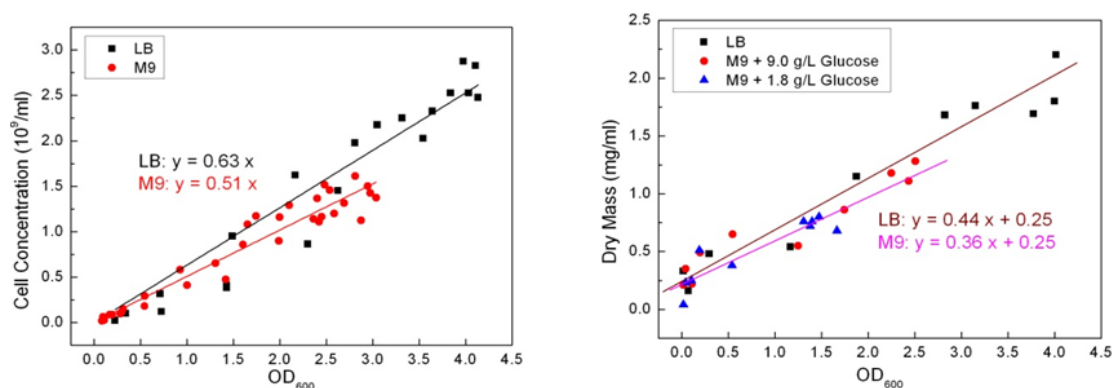 3.0
2.5
2.0
1.5
1.0
0.5
0.0
Cell Concentration (10⁹/ml)
LB
M9
LB: y = 0.63 x
M9: y = 0.51 x
0.0 0.5 1.0 1.5 2.0 2.5 3.0 3.5 4.0 4.5
OD₆₀₀
2.5
2.0
1.5
1.0
0.5
0.0
Dry Mass (mg/ml)
LB
M9 + 9.0 g/L Glucose
M9 + 1.8 g/L Glucose
LB: y = 0.44 x + 0.25
M9: y = 0.36 x + 0.25
0.0 0.5 1.0 1.5 2.0 2.5 3.0 3.5 4.0 4.5
OD₆₀₀